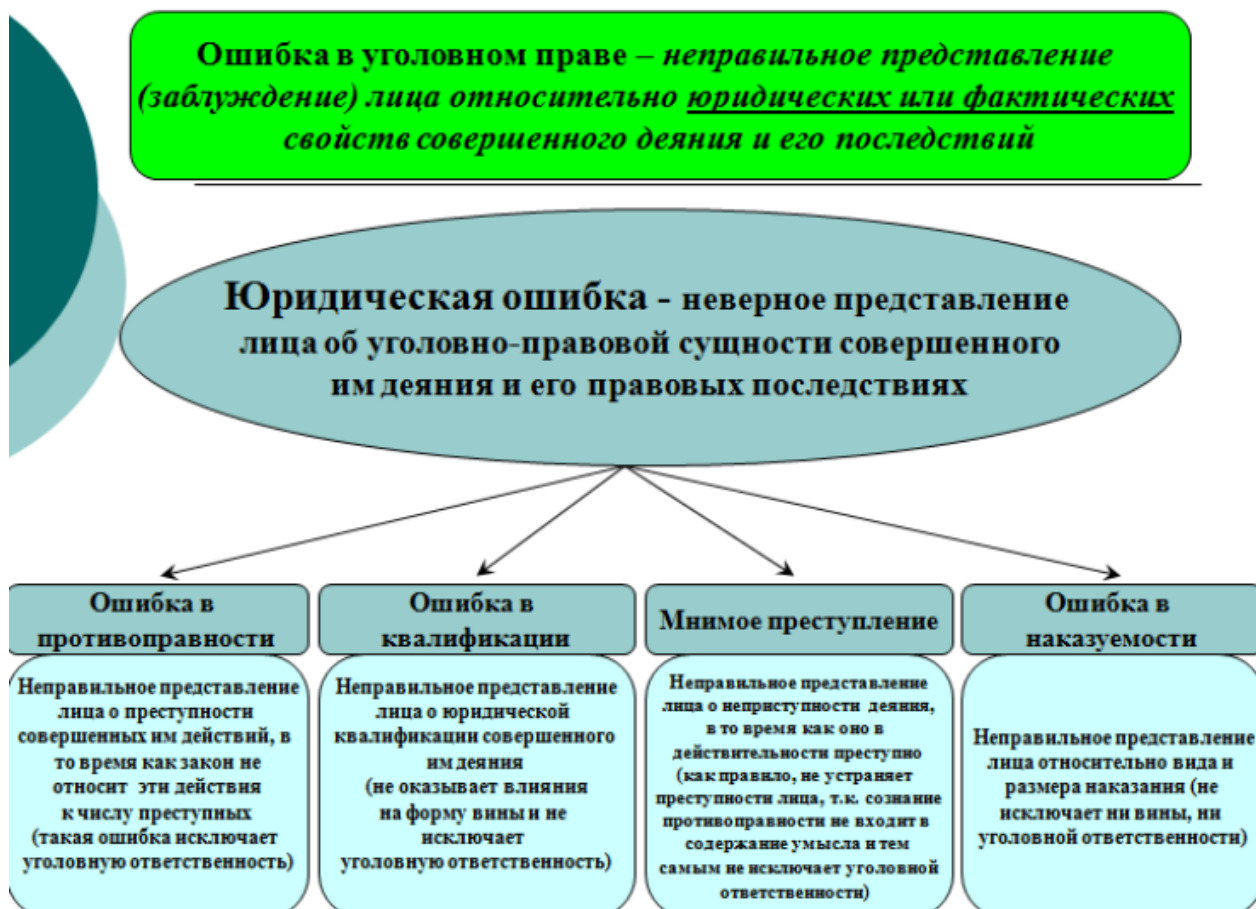 Ошибка в уголовном праве – неправильное представление
(заблуждение) лица относительно юридических или фактических
свойств совершенного деяния и его последствий
Юридическая ошибка - неверное представление
лица об уголовно-правовой сущности совершенного
им деяния и его правовых последствиях
Ошибка в
противоправности
Неправильное представление
лица о преступности
совершенных им действий, в
то время как закон не
относит эти действия
к числу преступных
(такая ошибка исключает
уголовную ответственность)
Ошибка в
квалификации
Неправильное представление
лица о юридической
квалификации совершенного
им деяния
(не оказывает влияния
на форму вины и не
исключает
уголовную ответственность)
Мнимое преступление
Неправильное представление
лица о неприступности деяния,
в то время как оно в
действительности преступно
(как правило, не устраняет
преступности лица, т.к. сознание
противоправности не входит в
содержание умысла и тем
самым не исключает уголовной
ответственности)
Ошибка в
наказуемости
Неправильное представление
лица относительно вида и
размера наказания (не
исключает ни вины, ни
уголовной ответственности)